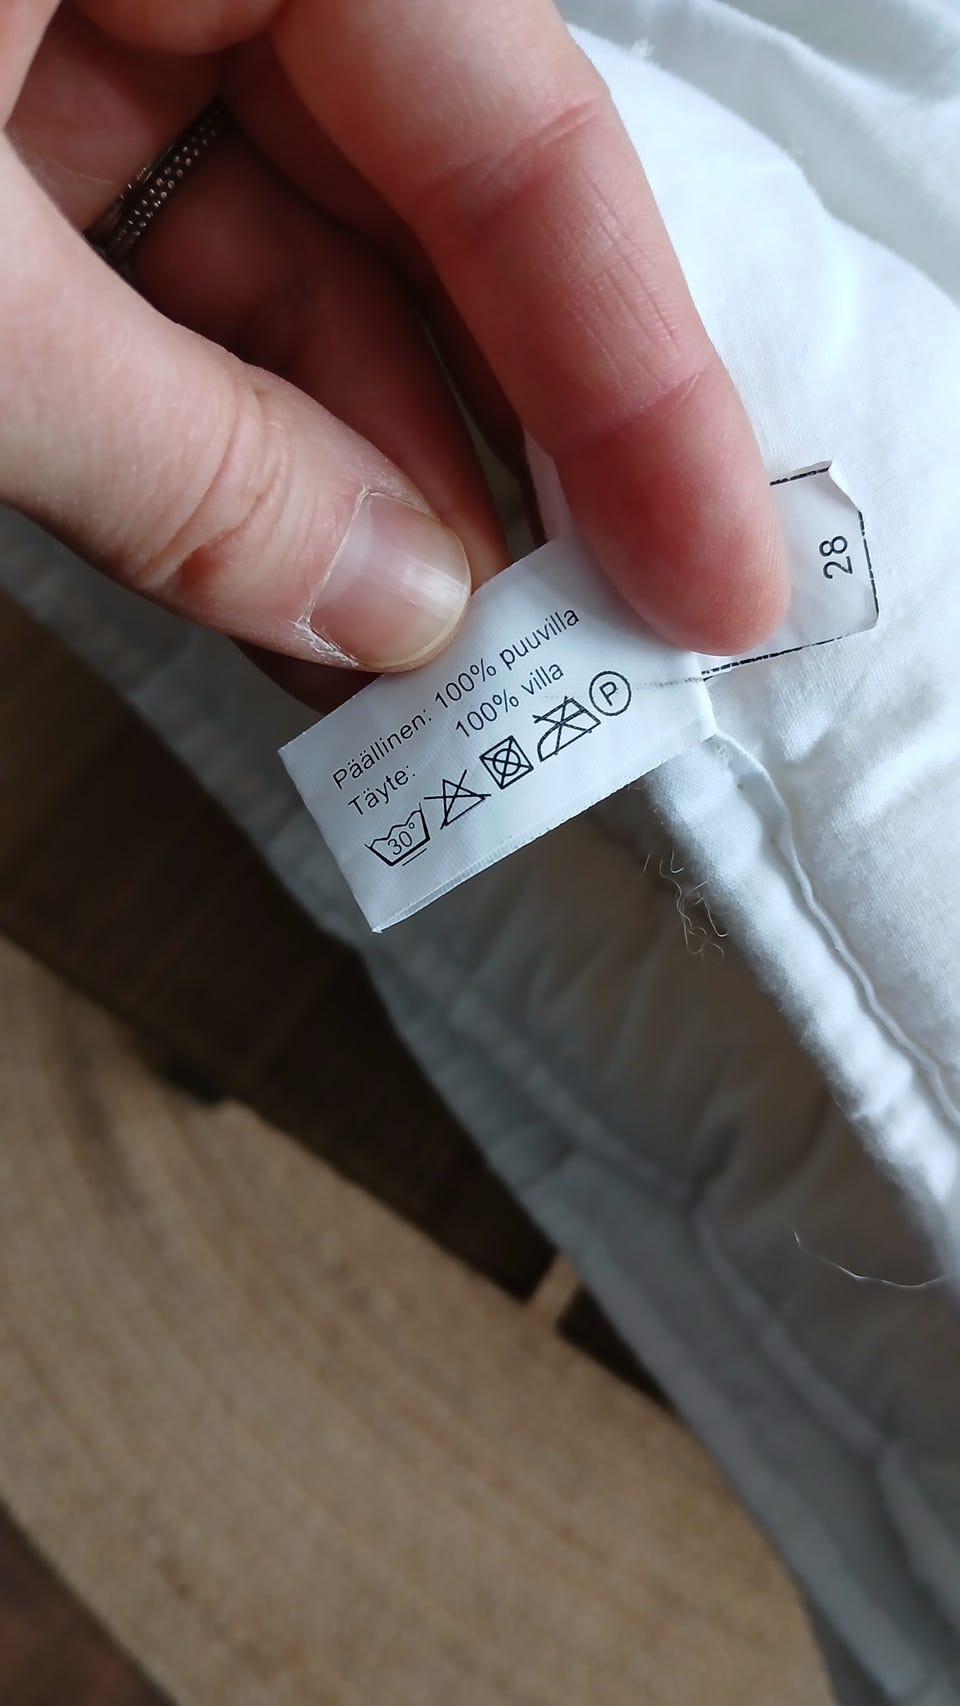 Päällinen: 100% puuvilla
Täyte: 100% villa
30°
P
28